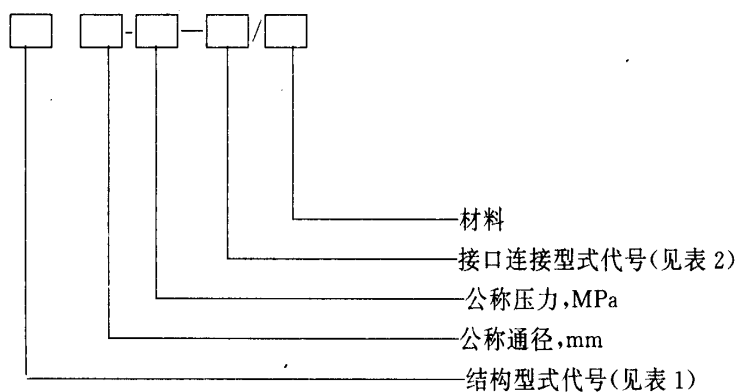 - — /
材料
接口连接型式代号(见表 2)
公称压力,MPa
公称通径,mm
结构型式代号(见表 1)